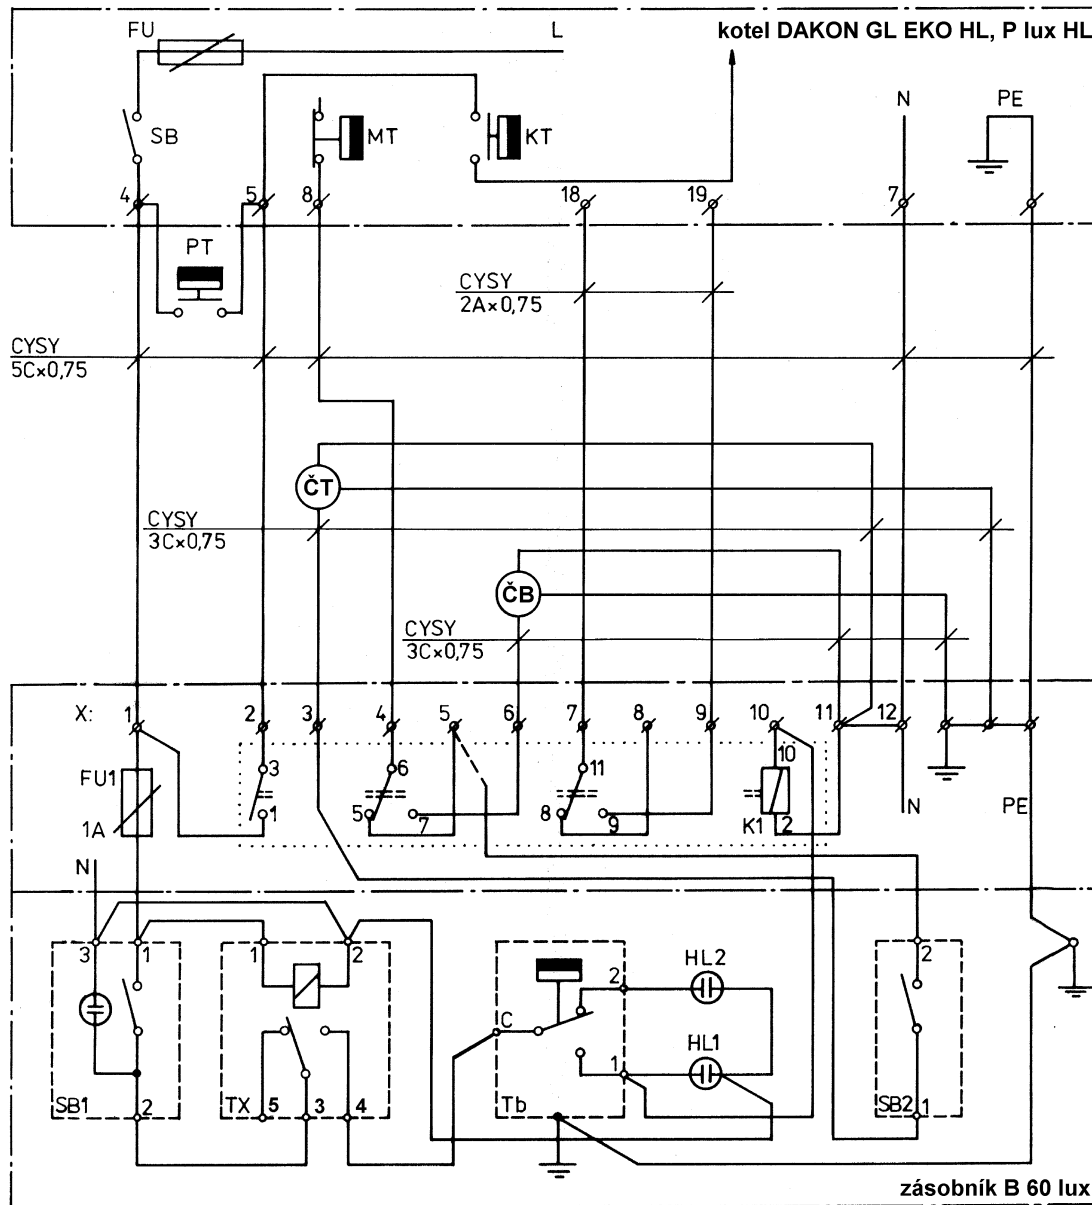 FU L kotel DAKON GL EKO HL, P lux HL
N PE
SB MT KT
4 5 8 18 19 7
PT
CYSY
2A×0,75
CYSY
5C×0,75
ČT
CYSY
3C×0,75
ČB
CYSY
3C×0,75
X: 1 2 3 4 5 6 7 8 9 10 11 12
3 6 11 10
FU1
1A
1 5 7 8 9 K1 2 N PE
N
3 1 1 2 2 HL2 2
C
1 HL1
SB1 2 TX 5 3 4 Tb SB2 1
zásobník B 60 lux